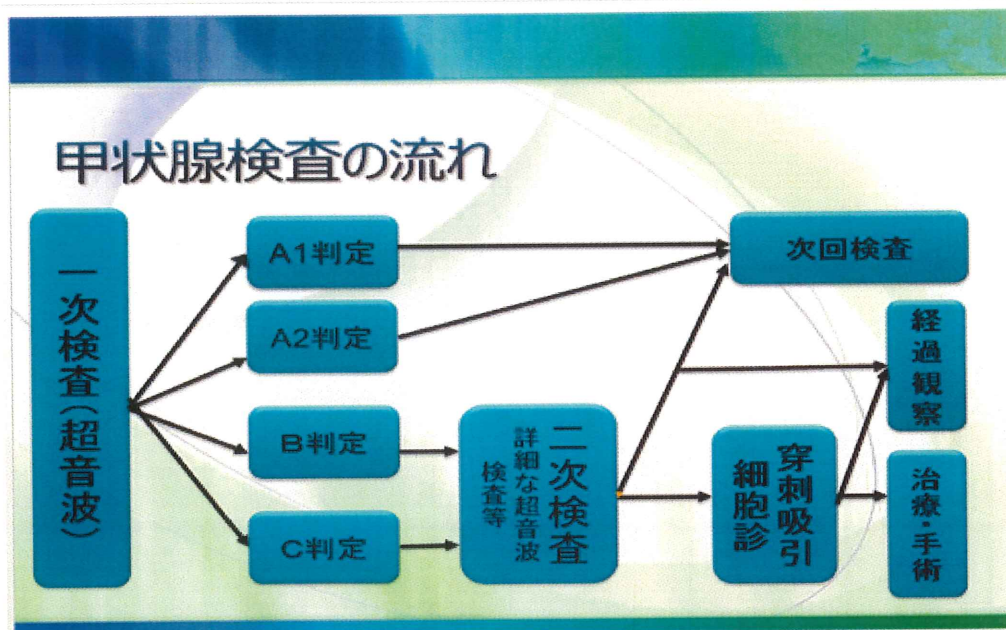 甲状腺検査の流れ
一次検査(超音波)
A1判定
A2判定
B判定
C判定
二次検査
詳細な超音波
検査等
穿刺吸引
細胞診
次回検査
経過観察
治療・手術